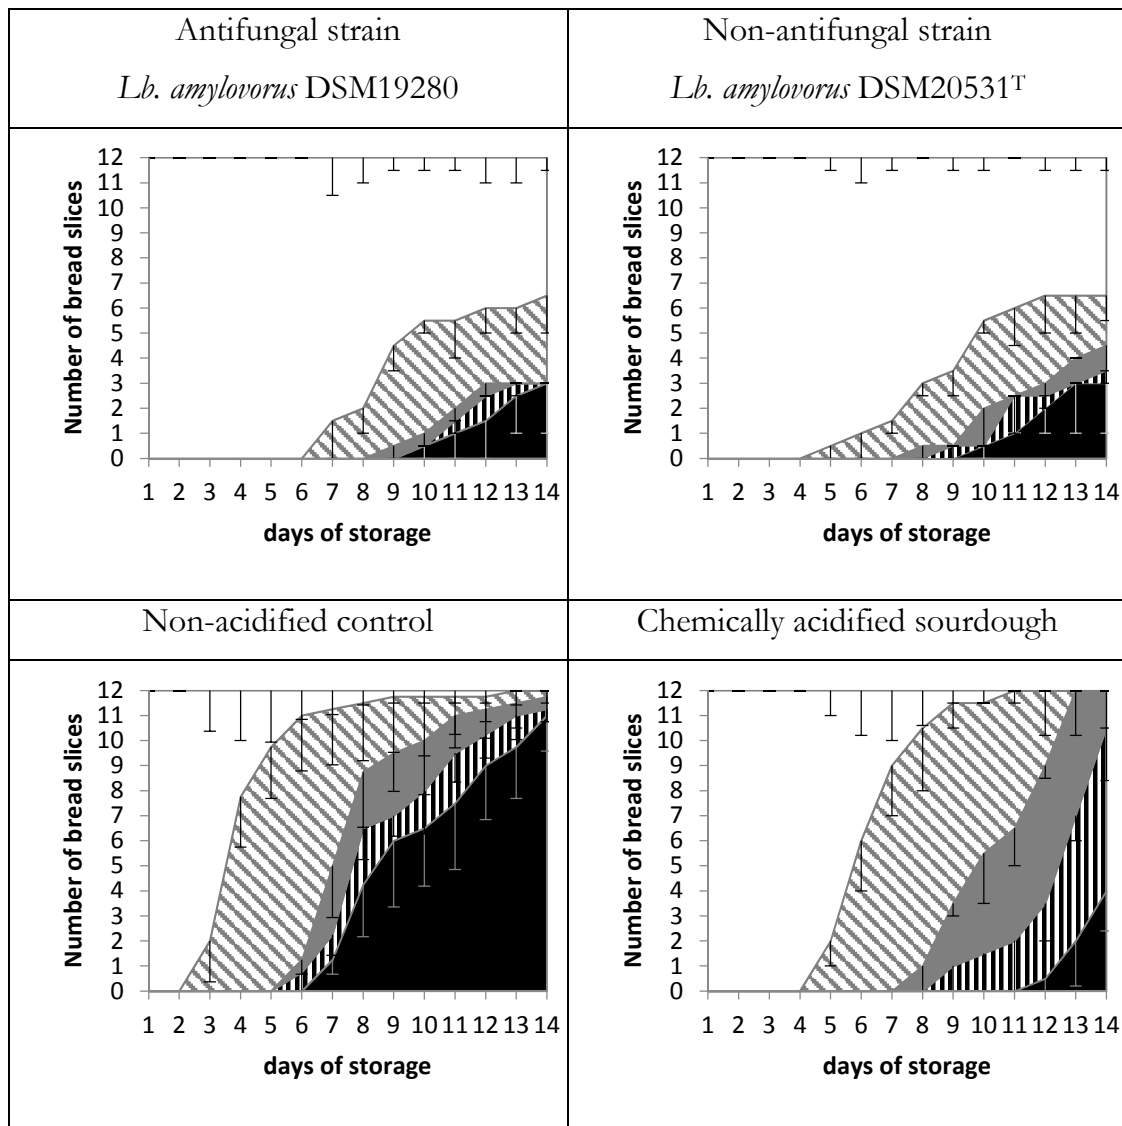 Antifungal strain
Lb. amylovorus DSM19280
Non-antifungal strain
Lb. amylovorus DSM20531ᵀ
Number of bread slices
12
11
10
9
8
7
6
5
4
3
2
1
0
1 2 3 4 5 6 7 8 9 10 11 12 13 14
days of storage
Number of bread slices
12
11
10
9
8
7
6
5
4
3
2
1
0
1 2 3 4 5 6 7 8 9 10 11 12 13 14
days of storage
Non-acidified control
Chemically acidified sourdough
Number of bread slices
12
11
10
9
8
7
6
5
4
3
2
1
0
1 2 3 4 5 6 7 8 9 10 11 12 13 14
days of storage
Number of bread slices
12
11
10
9
8
7
6
5
4
3
2
1
0
1 2 3 4 5 6 7 8 9 10 11 12 13 14
days of storage